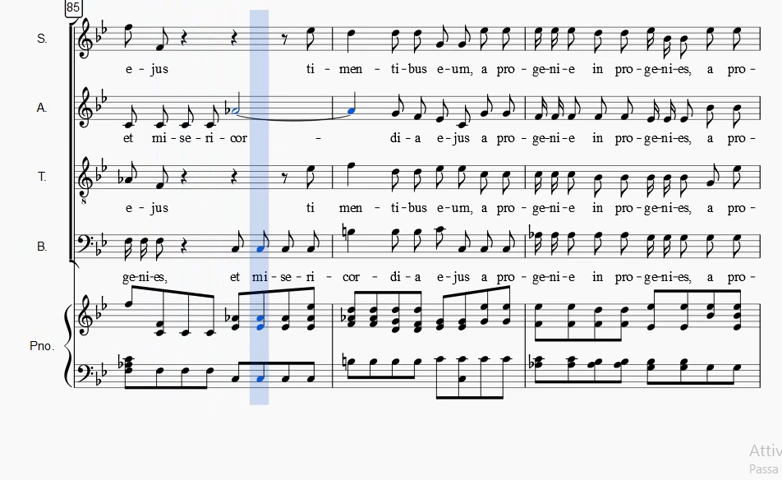 85
S.
e - jus ti - men - ti - bus e - um, a pro - ge - ni - e in pro - ge - ni - es, a pro -
A.
et mi - se - ri - cor - di - a e - jus a pro - ge - ni - e in pro - ge - ni - es, a pro -
T.
e - jus ti men - ti - bus e - um, a pro - ge - ni - e in pro - ge - ni - es, a pro -
B.
ge - ni - es, et mi - se - ri - cor - di - a e - jus a pro - ge - ni - e in pro - ge - ni - es, a pro -
Pno.
Attiv
Passa